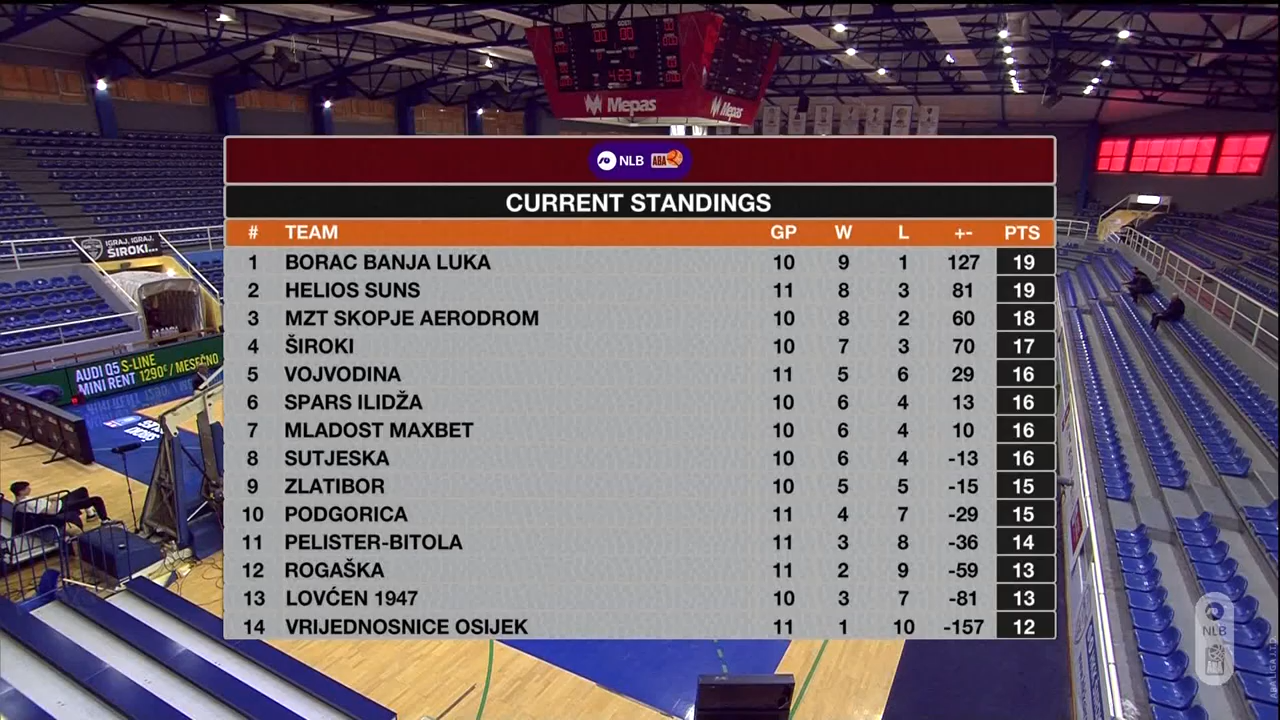 4:23
Mepas
Mepas
NLB ABA
CURRENT STANDINGS
# TEAM GP W L +- PTS
1 BORAC BANJA LUKA 10 9 1 127 19
2 HELIOS SUNS 11 8 3 81 19
3 MZT SKOPJE AERODROM 10 8 2 60 18
4 ŠIROKI 10 7 3 70 17
5 VOJVODINA 11 5 6 29 16
6 SPARS ILIDŽA 10 6 4 13 16
7 MLADOST MAXBET 10 6 4 10 16
8 SUTJESKA 10 6 4 -13 16
9 ZLATIBOR 10 5 5 -15 15
10 PODGORICA 11 4 7 -29 15
11 PELISTER-BITOLA 11 3 8 -36 14
12 ROGAŠKA 11 2 9 -59 13
13 LOVĆEN 1947 10 3 7 -81 13
14 VRIJEDNOSNICE OSIJEK 11 1 10 -157 12
IGRAJ, IGRAJ,
ŠIROKI...
AUDI Q5 S-LINE
MINI RENT 1290€ / MESEČNO
NLB
ABA LIGA LTD